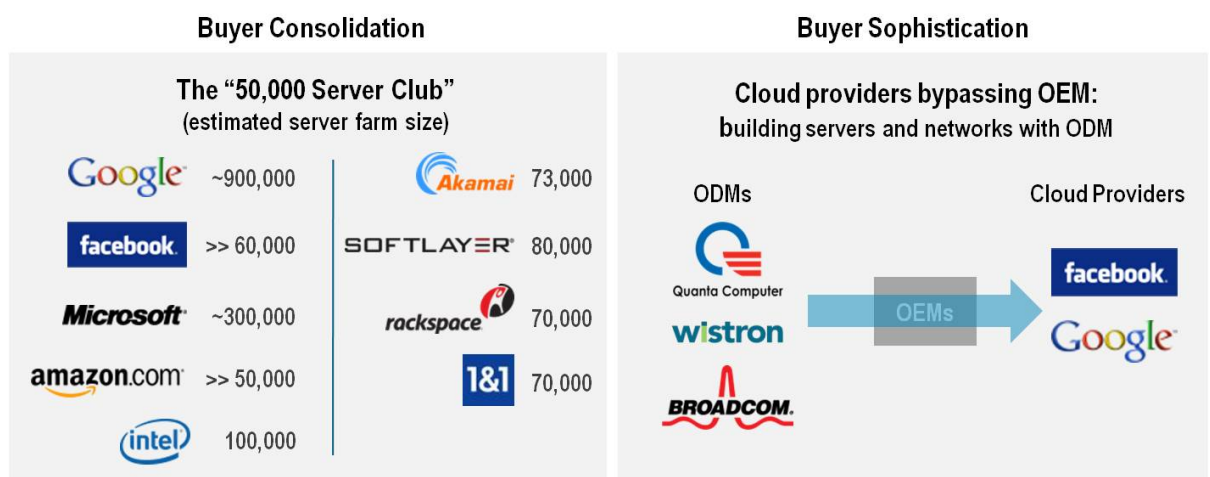 Buyer Consolidation
The “50,000 Server Club”
(estimated server farm size)
Google ~900,000
facebook >> 60,000
Microsoft ~300,000
amazon.com >> 50,000
intel 100,000
Akamai 73,000
SOFTLAYER 80,000
rackspace 70,000
1&1 70,000
Buyer Sophistication
Cloud providers bypassing OEM:
building servers and networks with ODM
ODMs
Quanta Computer
wistron
BROADCOM.
OEMs
Cloud Providers
facebook
Google